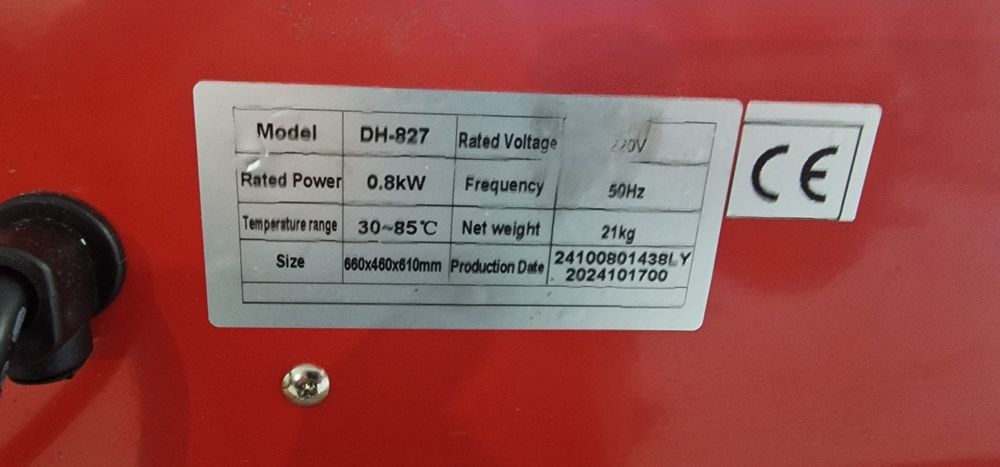 Model DH-827 Rated Voltage 220V
Rated Power 0.8kW Frequency 50Hz
Temperature range 30~85℃ Net weight 21kg
Size 660x460x610mm Production Date 24100801438LY
2024101700
CE